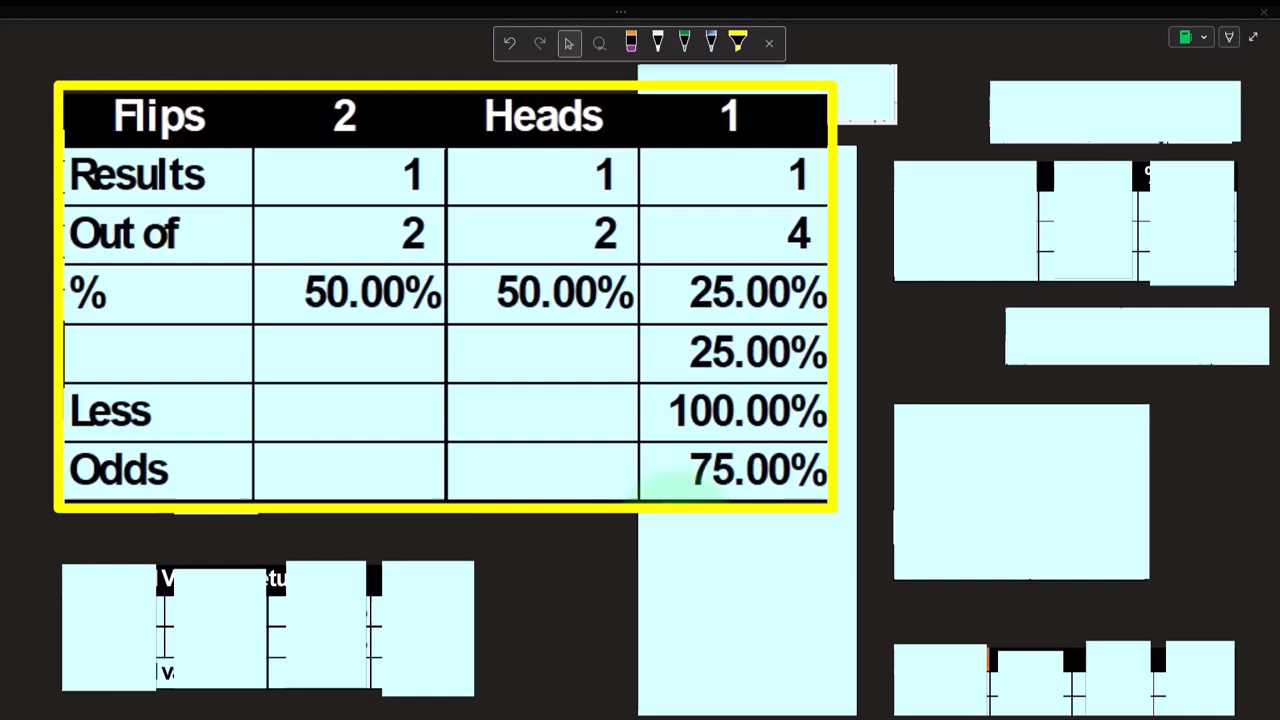 Flips 2 Heads 1
Results 1 1 1
Out of 2 2 4
% 50.00% 50.00% 25.00%
25.00%
Less 100.00%
Odds 75.00%